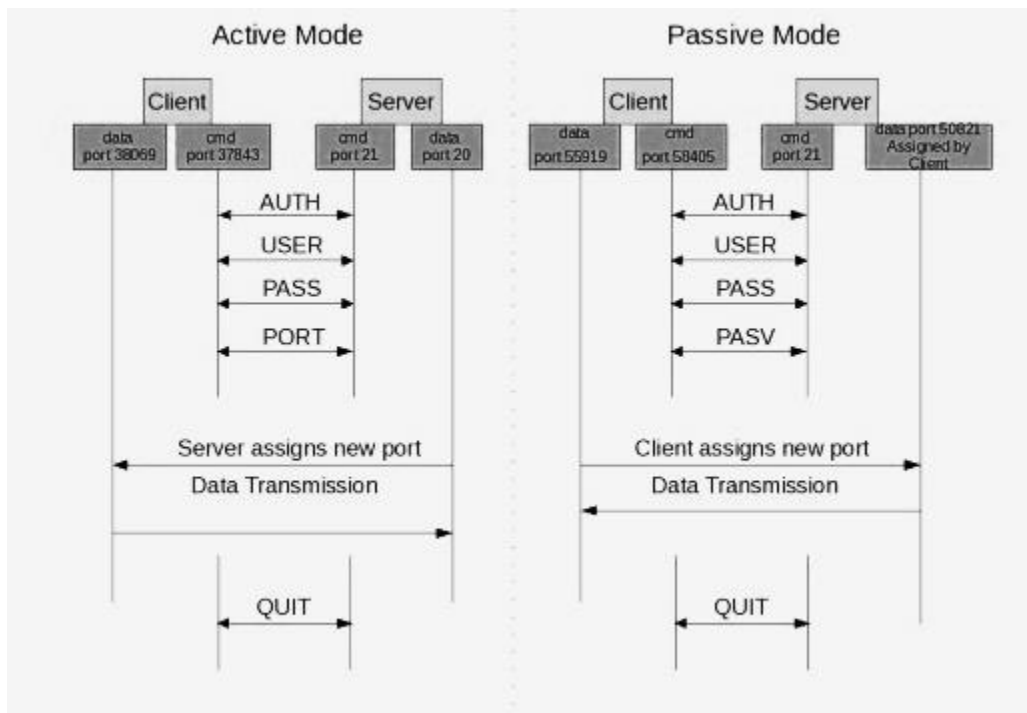 Active Mode
Client
Server
data
port 38069
cmd
port 37843
cmd
port 21
data
port 20
AUTH
USER
PASS
PORT
Server assigns new port
Data Transmission
QUIT
Passive Mode
Client
Server
data
port 55919
cmd
port 58405
cmd
port 21
data port 50821
Assigned by
Client
AUTH
USER
PASS
PASV
Client assigns new port
Data Transmission
QUIT